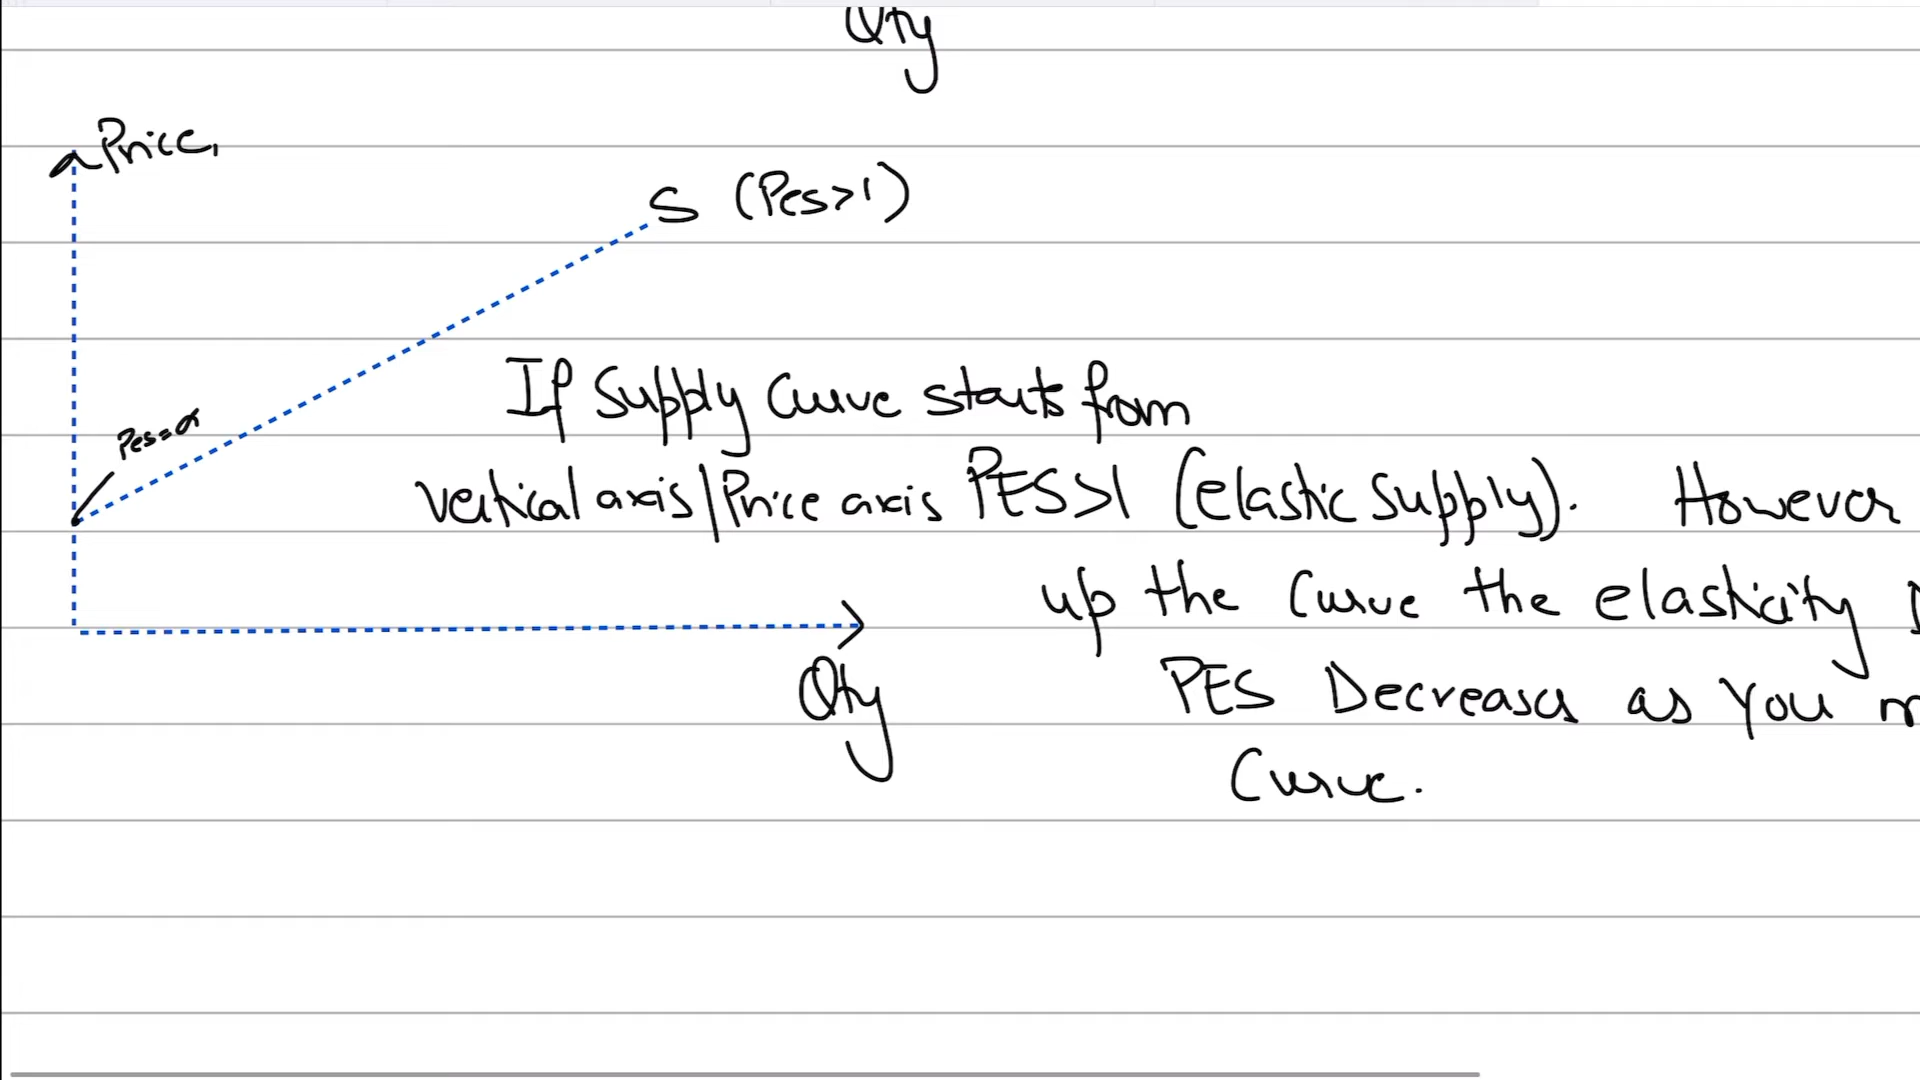 Qty
Price
S (Pes>1)
Pes=∝
If Supply Curve starts from
vertical axis/Price axis PES>1 (elastic supply). However
up the Curve the elasticity
PES Decreases as You
Curve.
Qty